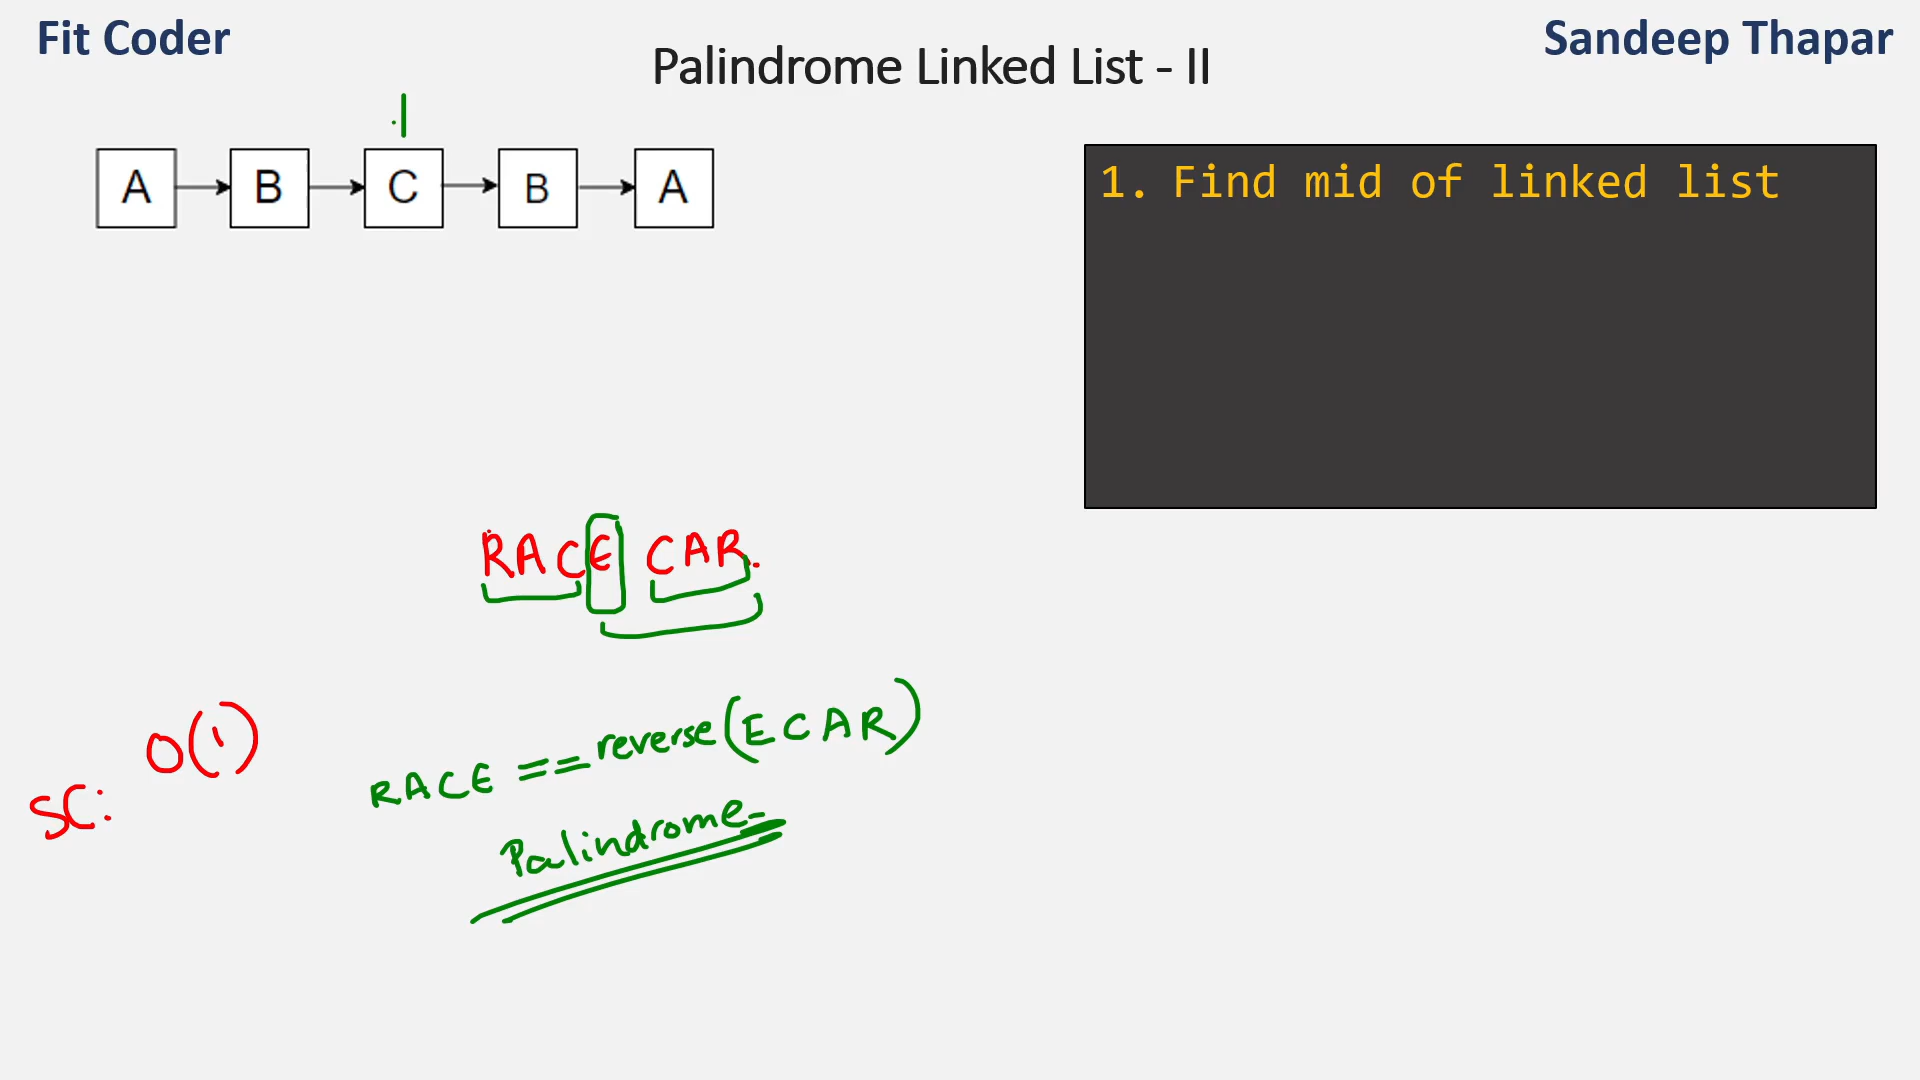 Fit Coder
Sandeep Thapar
Palindrome Linked List - II
A B C B A
1. Find mid of linked list
RACE CAR.
SC: O(1)
RACE == reverse(ECAR)
Palindrome